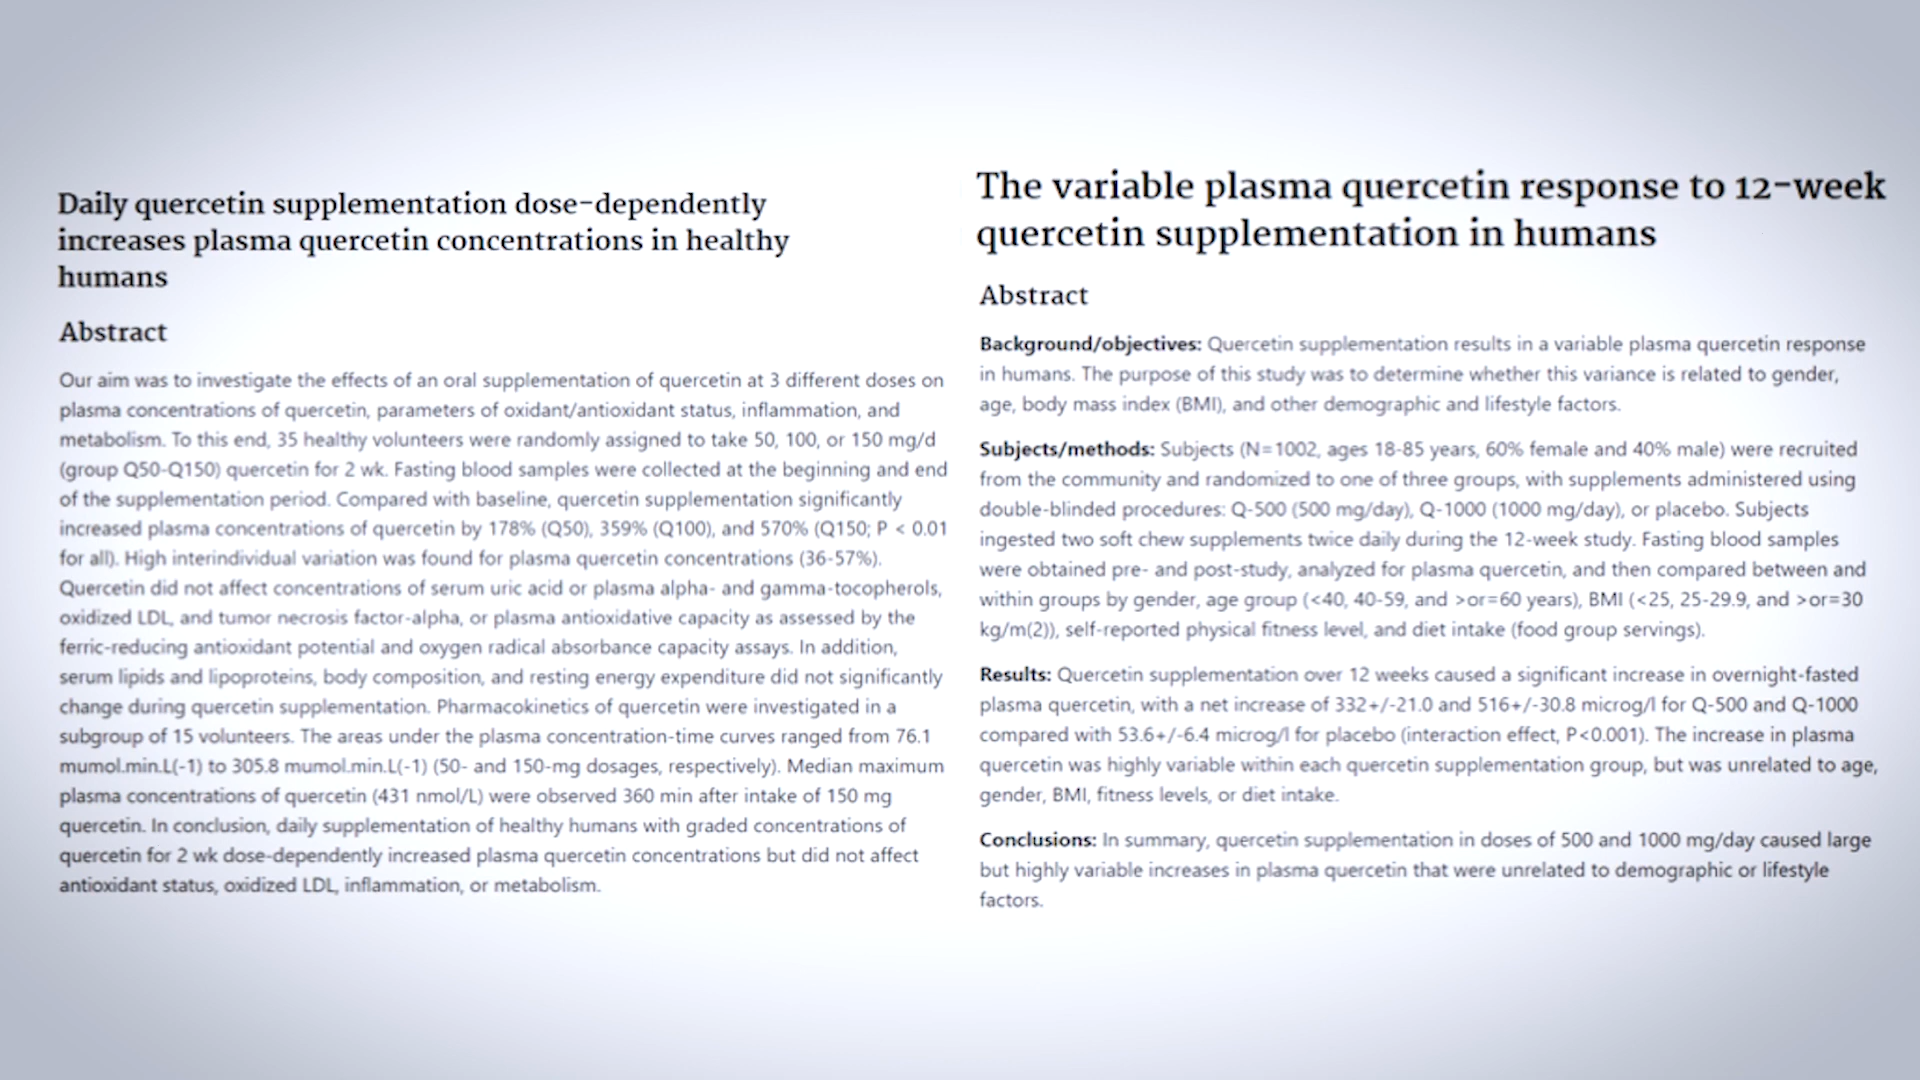 Daily quercetin supplementation dose-dependently
increases plasma quercetin concentrations in healthy
humans
Abstract
Our aim was to investigate the effects of an oral supplementation of quercetin at 3 different doses on
plasma concentrations of quercetin, parameters of oxidant/antioxidant status, inflammation, and
metabolism. To this end, 35 healthy volunteers were randomly assigned to take 50, 100, or 150 mg/d
(group Q50-Q150) quercetin for 2 wk. Fasting blood samples were collected at the beginning and end
of the supplementation period. Compared with baseline, quercetin supplementation significantly
increased plasma concentrations of quercetin by 178% (Q50), 359% (Q100), and 570% (Q150; P < 0.01
for all). High interindividual variation was found for plasma quercetin concentrations (36-57%).
Quercetin did not affect concentrations of serum uric acid or plasma alpha- and gamma-tocopherols,
oxidized LDL, and tumor necrosis factor-alpha, or plasma antioxidative capacity as assessed by the
ferric-reducing antioxidant potential and oxygen radical absorbance capacity assays. In addition,
serum lipids and lipoproteins, body composition, and resting energy expenditure did not significantly
change during quercetin supplementation. Pharmacokinetics of quercetin were investigated in a
subgroup of 15 volunteers. The areas under the plasma concentration-time curves ranged from 76.1
mumol.min.L(-1) to 305.8 mumol.min.L(-1) (50- and 150-mg dosages, respectively). Median maximum
plasma concentrations of quercetin (431 nmol/L) were observed 360 min after intake of 150 mg
quercetin. In conclusion, daily supplementation of healthy humans with graded concentrations of
quercetin for 2 wk dose-dependently increased plasma quercetin concentrations but did not affect
antioxidant status, oxidized LDL, inflammation, or metabolism.
The variable plasma quercetin response to 12-week
quercetin supplementation in humans
Abstract
Background/objectives: Quercetin supplementation results in a variable plasma quercetin response
in humans. The purpose of this study was to determine whether this variance is related to gender,
age, body mass index (BMI), and other demographic and lifestyle factors.
Subjects/methods: Subjects (N=1002, ages 18-85 years, 60% female and 40% male) were recruited
from the community and randomized to one of three groups, with supplements administered using
double-blinded procedures: Q-500 (500 mg/day), Q-1000 (1000 mg/day), or placebo. Subjects
ingested two soft chew supplements twice daily during the 12-week study. Fasting blood samples
were obtained pre- and post-study, analyzed for plasma quercetin, and then compared between and
within groups by gender, age group (<40, 40-59, and >or=60 years), BMI (<25, 25-29.9, and >or=30
kg/m(2)), self-reported physical fitness level, and diet intake (food group servings).
Results: Quercetin supplementation over 12 weeks caused a significant increase in overnight-fasted
plasma quercetin, with a net increase of 332+/-21.0 and 516+/-30.8 microg/l for Q-500 and Q-1000
compared with 53.6+/-6.4 microg/l for placebo (interaction effect, P<0.001). The increase in plasma
quercetin was highly variable within each quercetin supplementation group, but was unrelated to age,
gender, BMI, fitness levels, or diet intake.
Conclusions: In summary, quercetin supplementation in doses of 500 and 1000 mg/day caused large
but highly variable increases in plasma quercetin that were unrelated to demographic or lifestyle
factors.